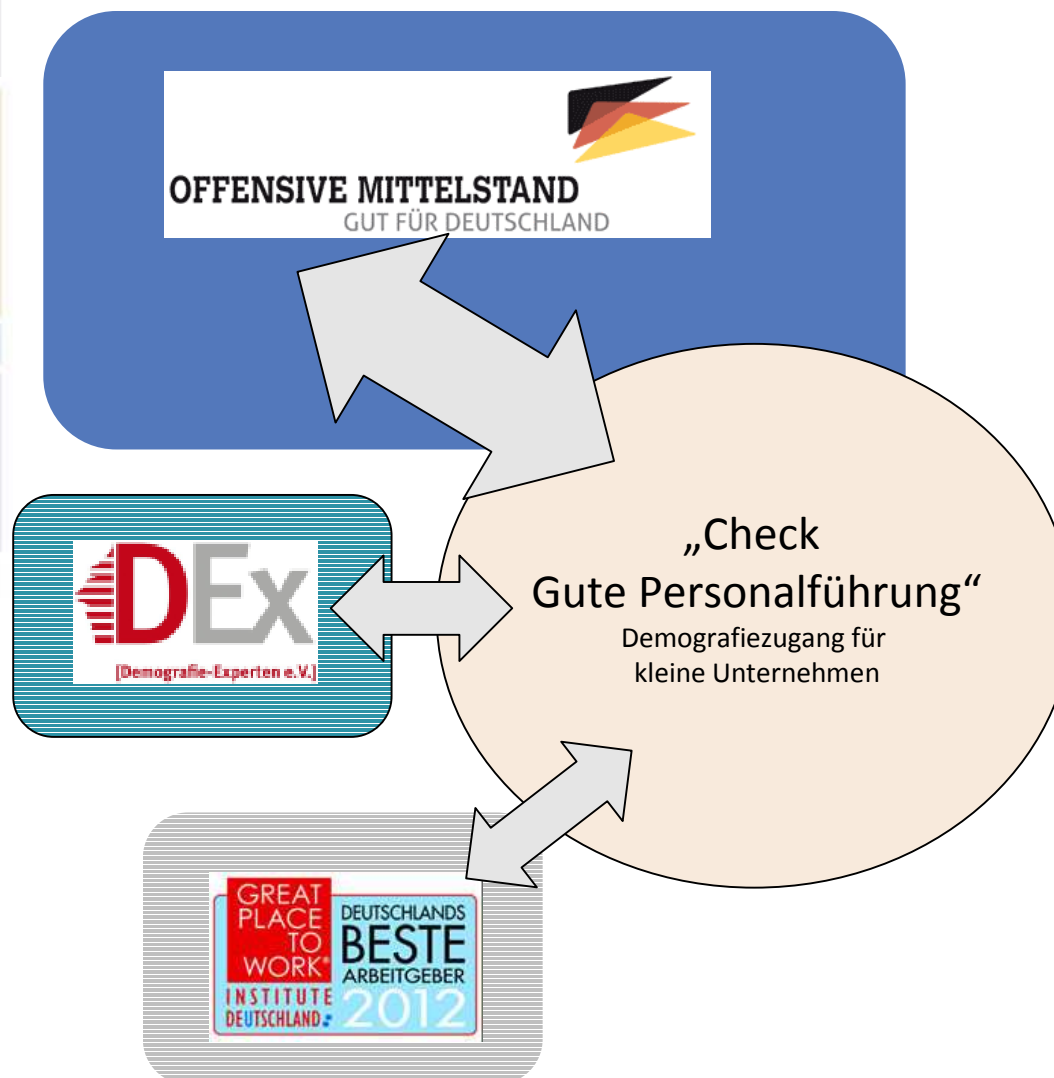 OFFENSIVE MITTELSTAND
GUT FÜR DEUTSCHLAND
DEx
[Demografie-Experten e.V.]
„Check
Gute Personalführung“
Demografiezugang für
kleine Unternehmen
GREAT
PLACE
TO
WORK®
INSTITUTE
DEUTSCHLAND
DEUTSCHLANDS
BESTE
ARBEITGEBER
2012